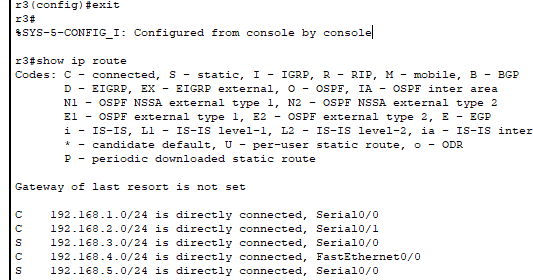 r3(config)#exit
r3#
%SYS-5-CONFIG_I: Configured from console by console
r3#show ip route
Codes: C - connected, S - static, I - IGRP, R - RIP, M - mobile, B - BGP
D - EIGRP, EX - EIGRP external, O - OSPF, IA - OSPF inter area
N1 - OSPF NSSA external type 1, N2 - OSPF NSSA external type 2
E1 - OSPF external type 1, E2 - OSPF external type 2, E - EGP
i - IS-IS, L1 - IS-IS level-1, L2 - IS-IS level-2, ia - IS-IS inter
* - candidate default, U - per-user static route, o - ODR
P - periodic downloaded static route
Gateway of last resort is not set
C 192.168.1.0/24 is directly connected, Serial0/0
C 192.168.2.0/24 is directly connected, Serial0/1
S 192.168.3.0/24 is directly connected, Serial0/0
C 192.168.4.0/24 is directly connected, FastEthernet0/0
S 192.168.5.0/24 is directly connected, Serial0/0